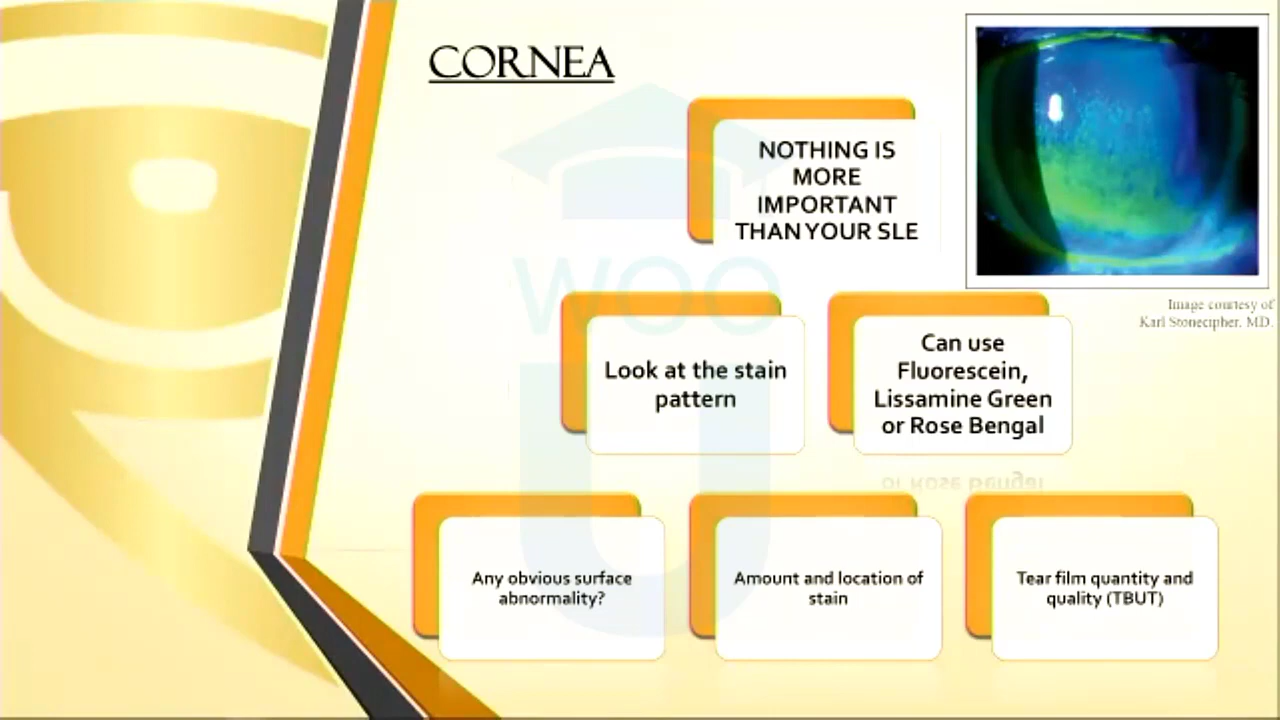 CORNEA
NOTHING IS
MORE
IMPORTANT
THAN YOUR SLE
Image courtesy of
Karl Stonecipher, MD.
WOO
U
Look at the stain
pattern
Can use
Fluorescein,
Lissamine Green
or Rose Bengal
Any obvious surface
abnormality?
Amount and location of
stain
Tear film quantity and
quality (TBUT)